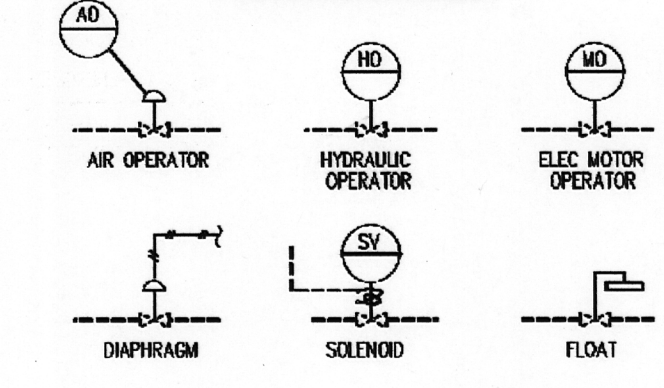 AO
HO
MO
AIR OPERATOR
HYDRAULIC
OPERATOR
ELEC MOTOR
OPERATOR
SV
DIAPHRAGM
SOLENOID
FLOAT